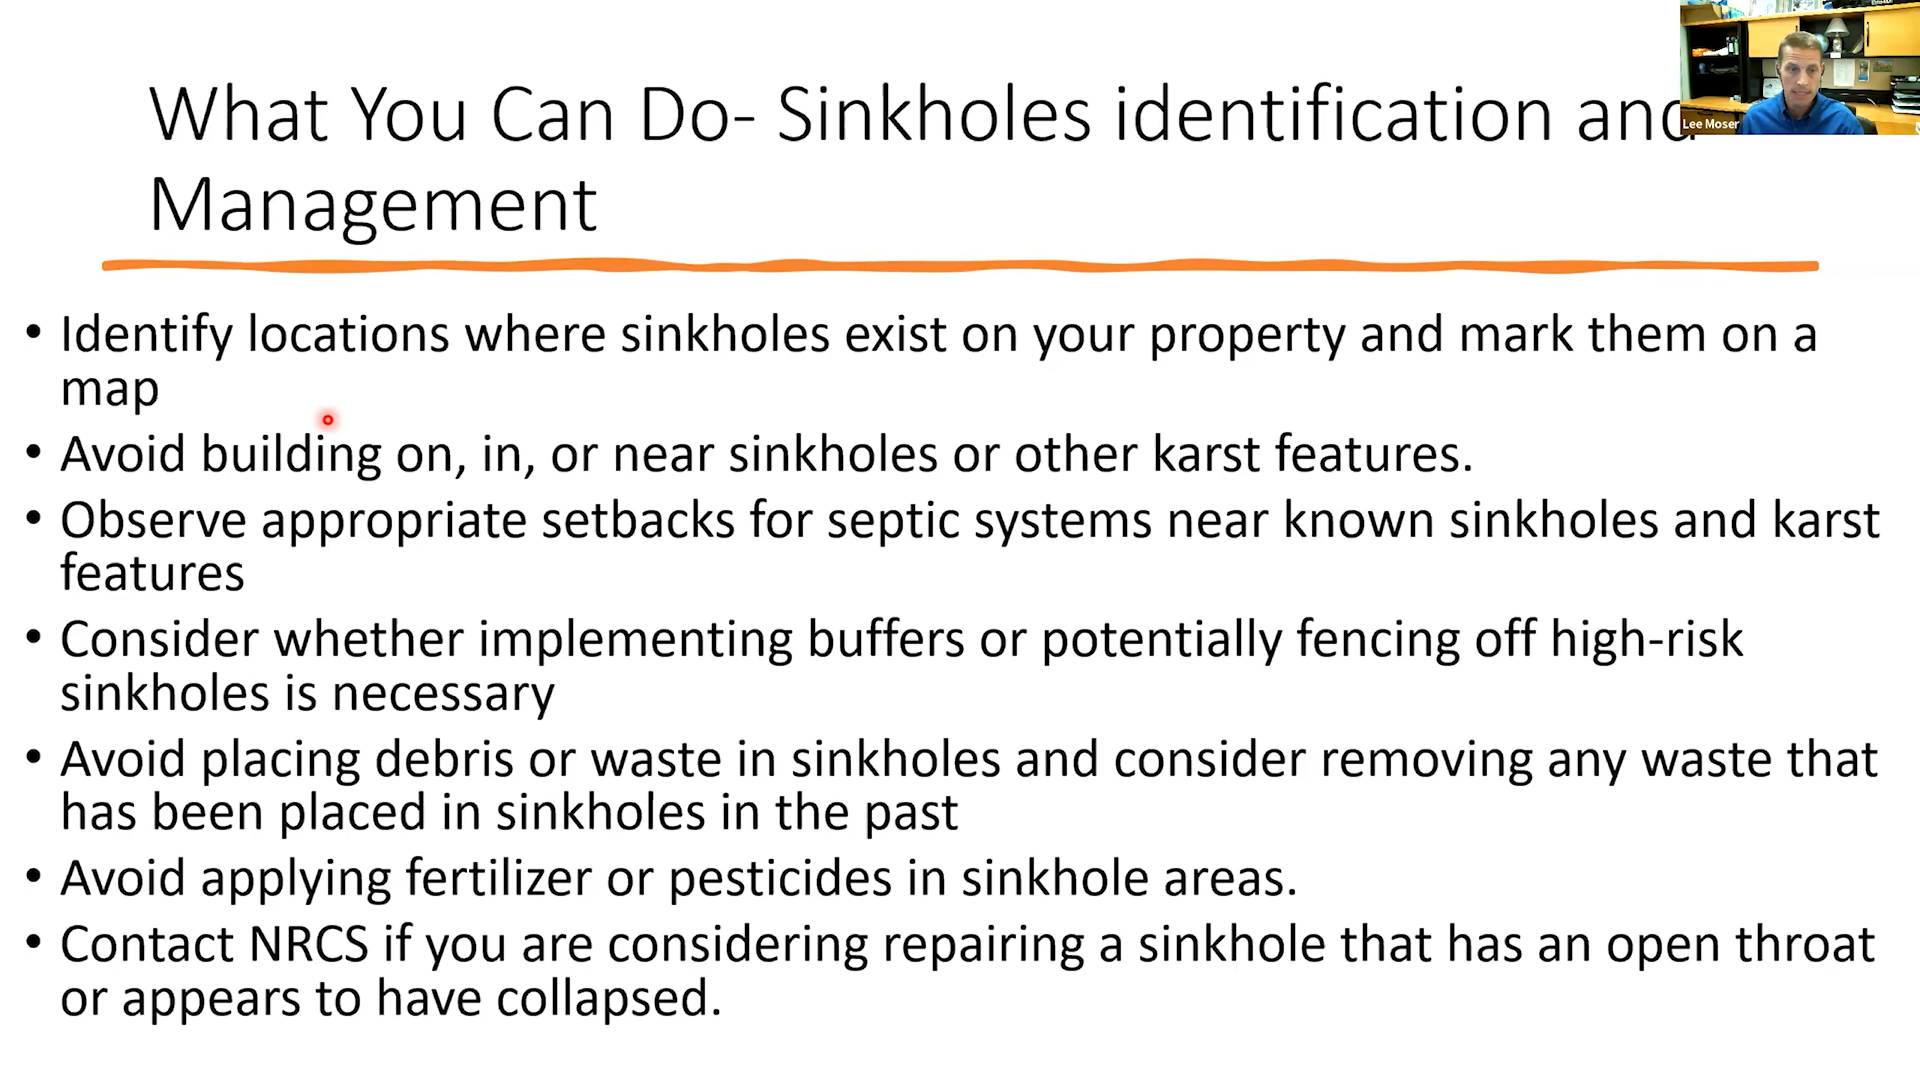 What You Can Do- Sinkholes identification and
Management
Lee Moser
• Identify locations where sinkholes exist on your property and mark them on a
map
• Avoid building on, in, or near sinkholes or other karst features.
• Observe appropriate setbacks for septic systems near known sinkholes and karst
features
• Consider whether implementing buffers or potentially fencing off high-risk
sinkholes is necessary
• Avoid placing debris or waste in sinkholes and consider removing any waste that
has been placed in sinkholes in the past
• Avoid applying fertilizer or pesticides in sinkhole areas.
• Contact NRCS if you are considering repairing a sinkhole that has an open throat
or appears to have collapsed.